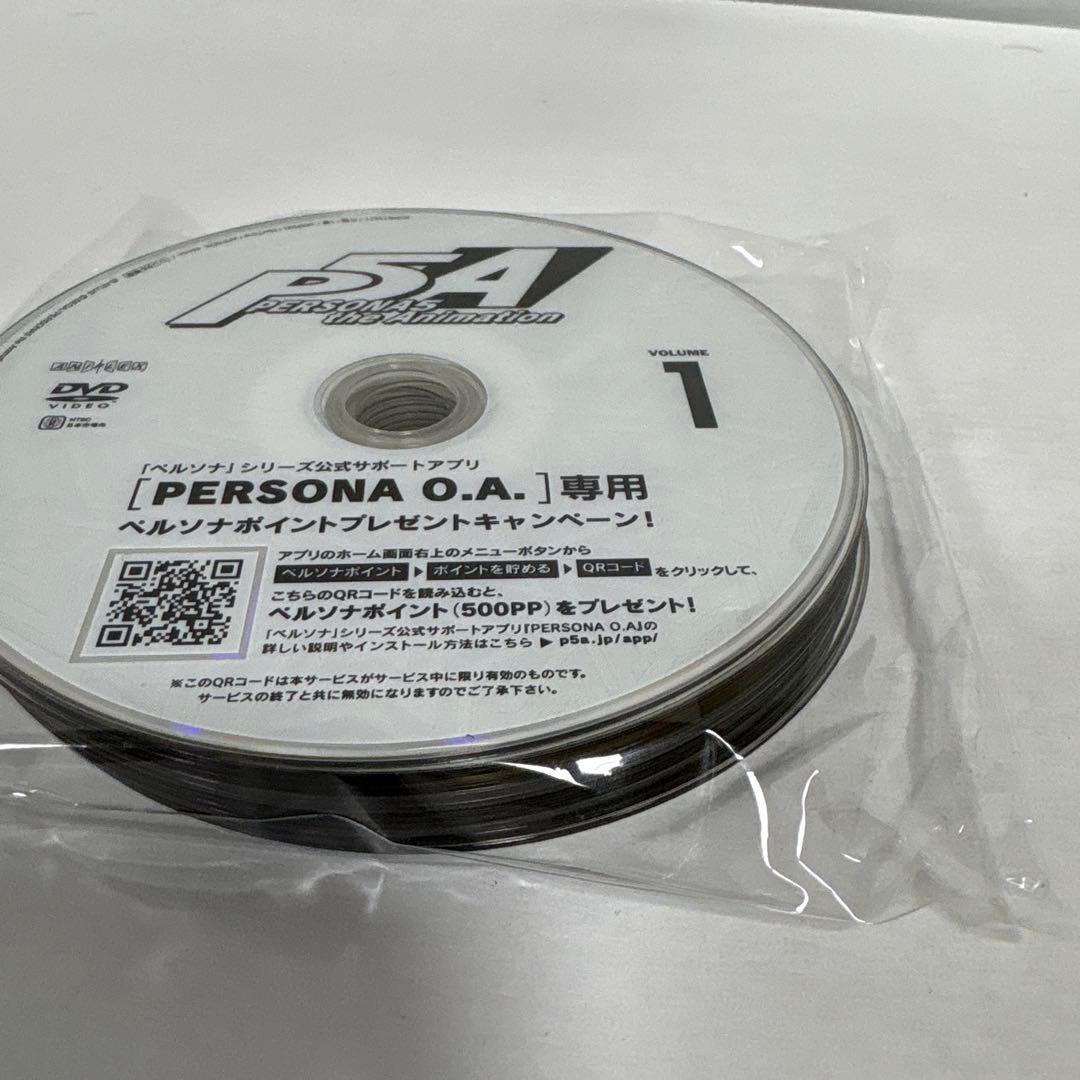 P5A
PERSONA5
the Animation
ANIPLEX
DVD
VIDEO
NTSC
日本市場向
VOLUME
1
「ペルソナ」シリーズ公式サポートアプリ
[PERSONA O.A.]専用
ペルソナポイントプレゼントキャンペーン!
アプリのホーム画面右上のメニューボタンから
ペルソナポイント ▶ ポイントを貯める ▶ QRコード をクリックして、
こちらのQRコードを読み込むと、
ペルソナポイント(500PP)をプレゼント!
「ペルソナ」シリーズ公式サポートアプリ『PERSONA O.A』の
詳しい説明やインストール方法はこちら ▶ p5a.jp/app/
※このQRコードは本サービスがサービス中に限り有効のものです。
サービスの終了と共に無効になりますのでご了承下さい。